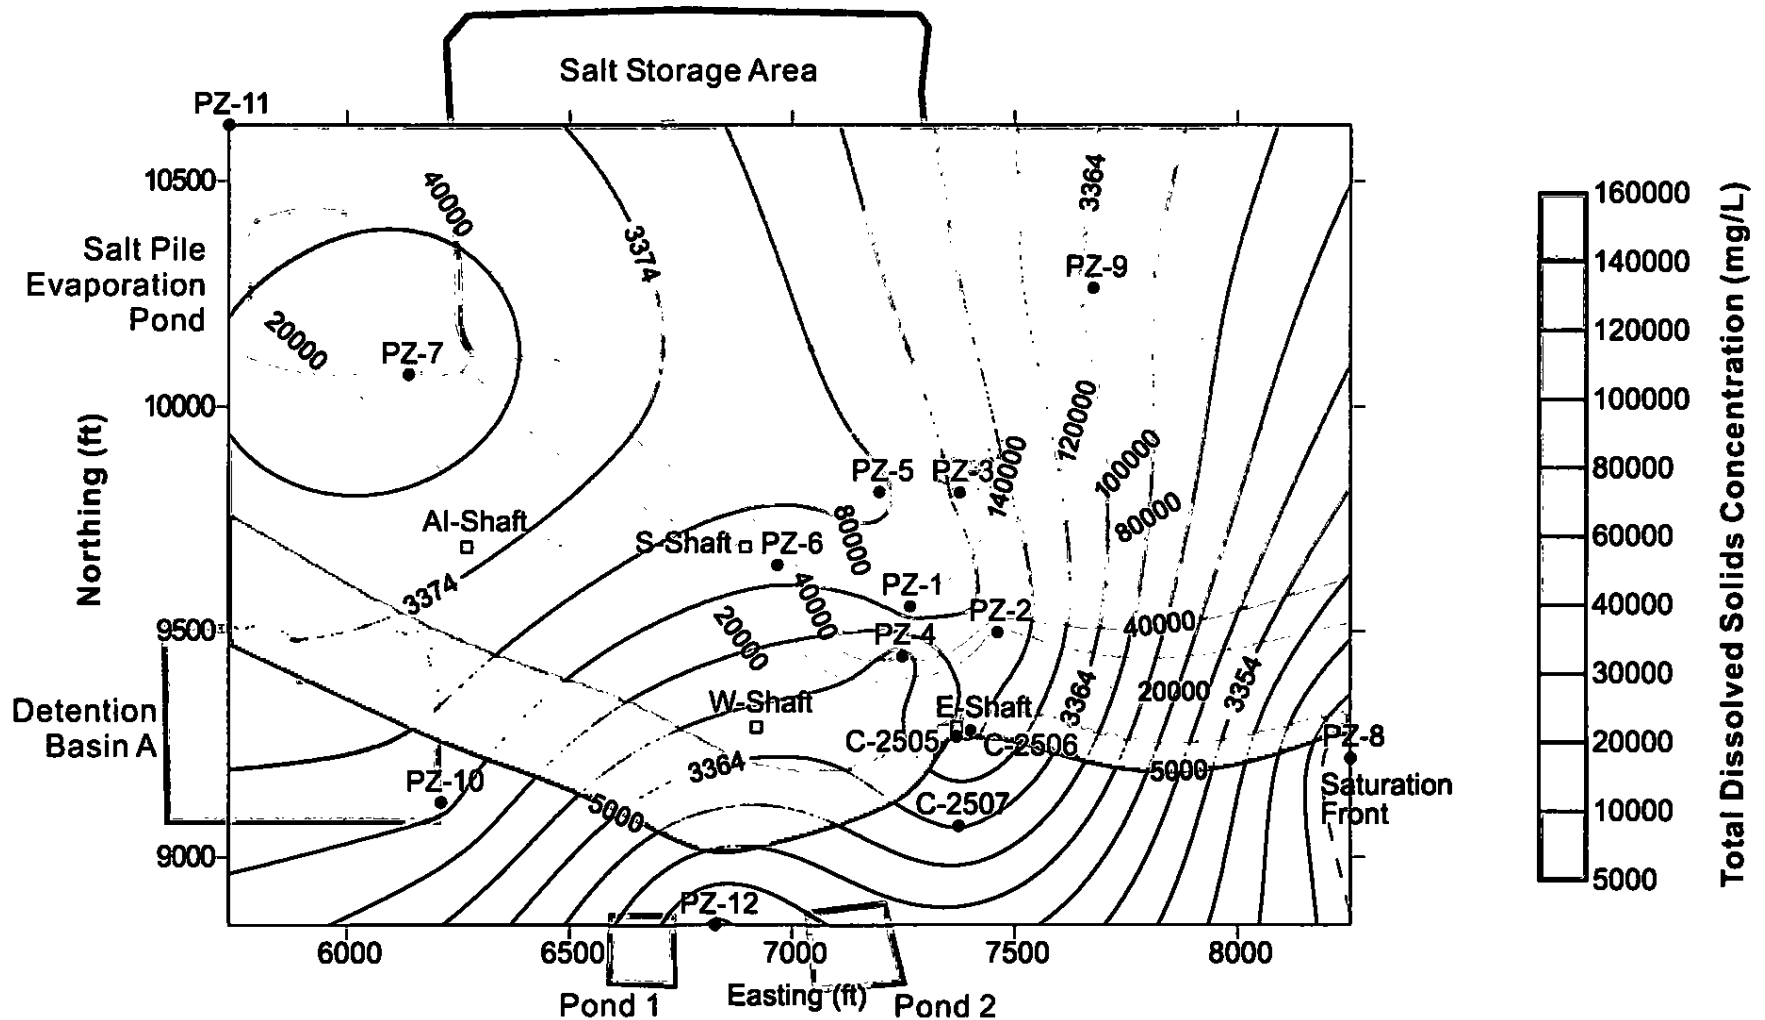 Salt Storage Area
PZ-11
10500
10000
9500
9000
Northing (ft)
Salt Pile
Evaporation
Pond
40000
3374
3364
PZ-9
20000
PZ-7
120000
140000
100000
80000
PZ-5
PZ-3
AI-Shaft
S-Shaft
PZ-6
80000
3374
40000
PZ-1
PZ-2
20000
PZ-4
40000
Detention
Basin A
W-Shaft
E-Shaft
3364
20000
3354
C-2505
C-2506
PZ-8
3364
5000
Saturation
Front
PZ-10
5000
C-2507
PZ-12
6000
6500
7000
7500
8000
Easting (ft)
Pond 1
Pond 2
160000
140000
120000
100000
80000
60000
40000
30000
20000
10000
5000
Total Dissolved Solids Concentration (mg/L)